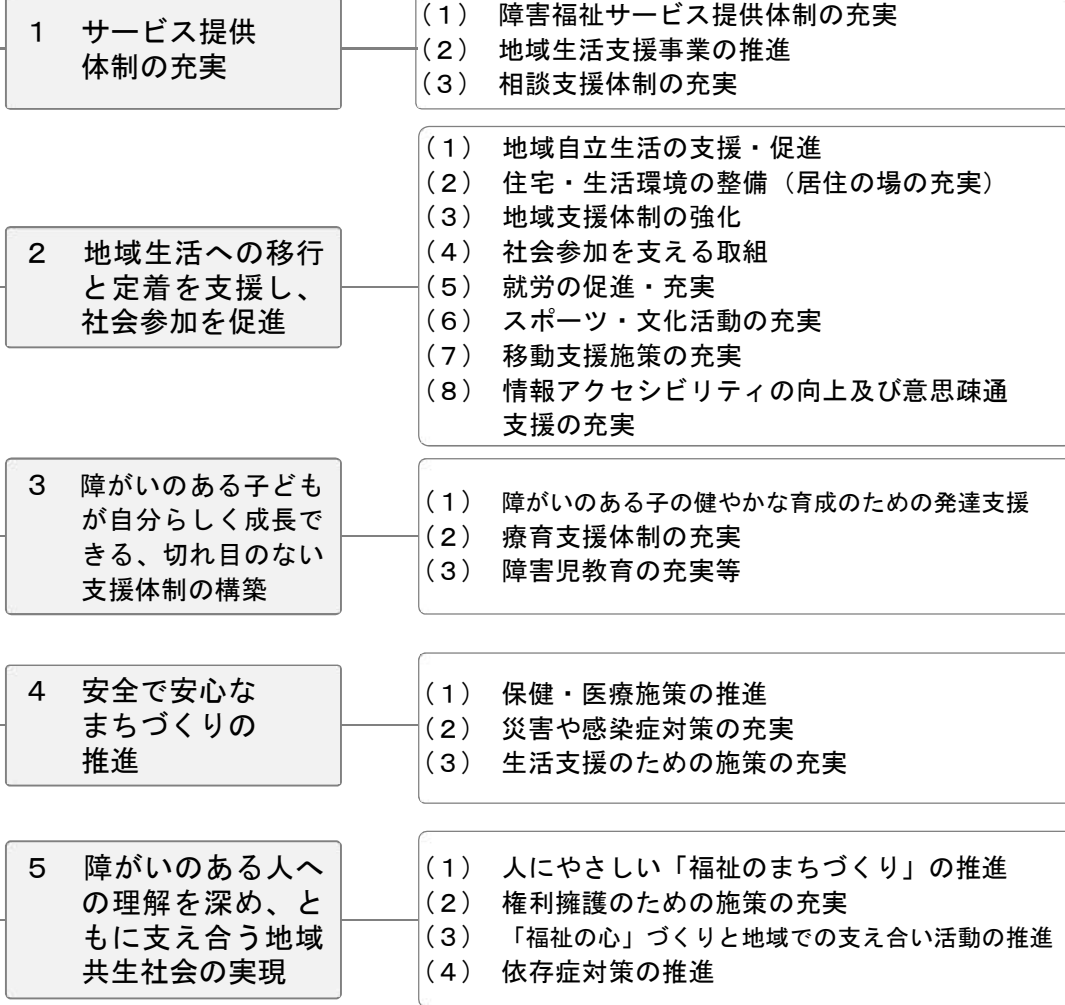 1 サービス提供
体制の充実
(1) 障害福祉サービス提供体制の充実
(2) 地域生活支援事業の推進
(3) 相談支援体制の充実
2 地域生活への移行
と定着を支援し、
社会参加を促進
(1) 地域自立生活の支援・促進
(2) 住宅・生活環境の整備（居住の場の充実）
(3) 地域支援体制の強化
(4) 社会参加を支える取組
(5) 就労の促進・充実
(6) スポーツ・文化活動の充実
(7) 移動支援施策の充実
(8) 情報アクセシビリティの向上及び意思疎通
支援の充実
3 障がいのある子ども
が自分らしく成長で
きる、切れ目のない
支援体制の構築
(1) 障がいのある子の健やかな育成のための発達支援
(2) 療育支援体制の充実
(3) 障害児教育の充実等
4 安全で安心な
まちづくりの
推進
(1) 保健・医療施策の推進
(2) 災害や感染症対策の充実
(3) 生活支援のための施策の充実
5 障がいのある人へ
の理解を深め、と
もに支え合う地域
共生社会の実現
(1) 人にやさしい「福祉のまちづくり」の推進
(2) 権利擁護のための施策の充実
(3) 「福祉の心」づくりと地域での支え合い活動の推進
(4) 依存症対策の推進